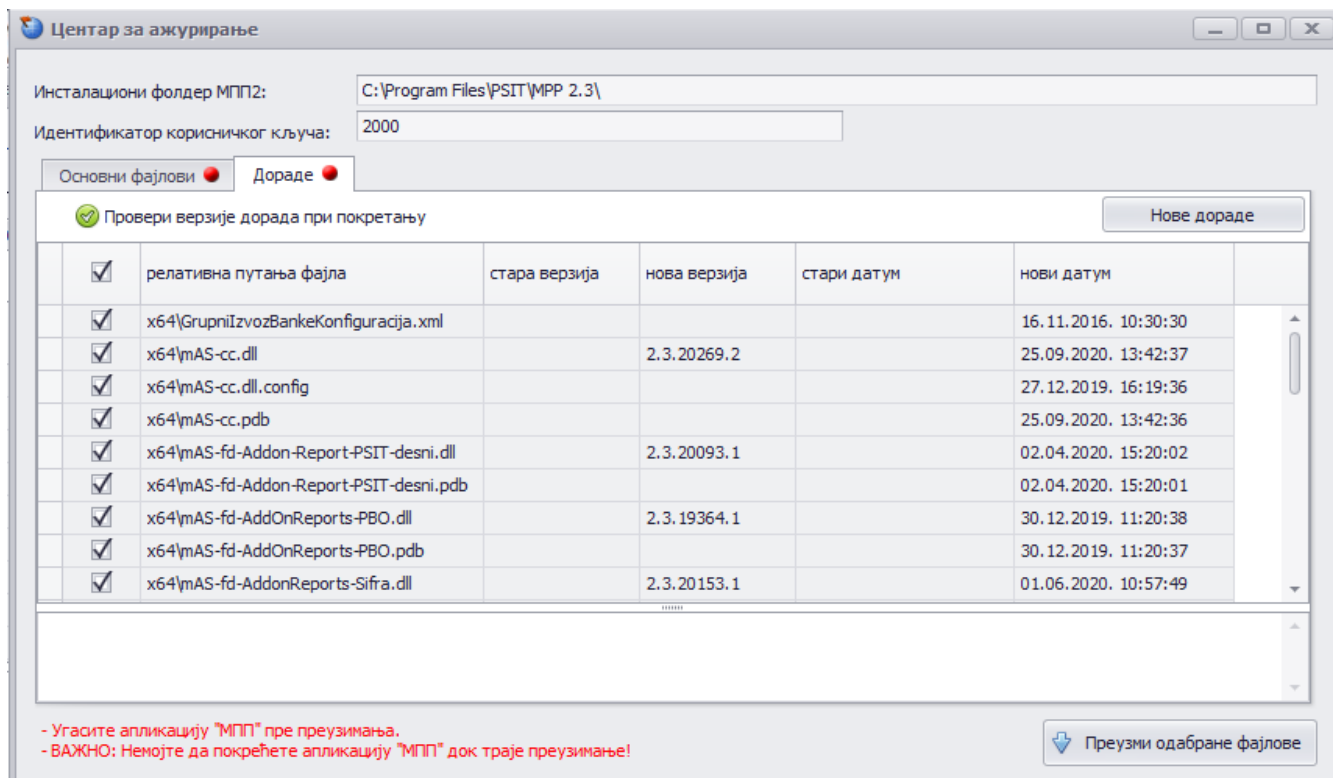 Центар за ажурирање
Инсталациони фолдер МПП2: C:\Program Files\PSIT\MPP 2.3\
Идентификатор корисничког кључа: 2000
Основни фајлови Дораде
Провери верзије дорада при покретању Нове дораде
релативна путања фајла стара верзија нова верзија стари датум нови датум
x64\GrupniIzvozBankeKonfiguracija.xml 16.11.2016. 10:30:30
x64\mAS-cc.dll 2.3.20269.2 25.09.2020. 13:42:37
x64\mAS-cc.dll.config 27.12.2019. 16:19:36
x64\mAS-cc.pdb 25.09.2020. 13:42:36
x64\mAS-fd-Addon-Report-PSIT-desni.dll 2.3.20093.1 02.04.2020. 15:20:02
x64\mAS-fd-Addon-Report-PSIT-desni.pdb 02.04.2020. 15:20:01
x64\mAS-fd-AddOnReports-PBO.dll 2.3.19364.1 30.12.2019. 11:20:38
x64\mAS-fd-AddOnReports-PBO.pdb 30.12.2019. 11:20:37
x64\mAS-fd-AddonReports-Sifra.dll 2.3.20153.1 01.06.2020. 10:57:49
- Угасите апликацију "МПП" пре преузимања.
- ВАЖНО: Немојте да покрећете апликацију "МПП" док траје преузимање!
Преузми одабране фајлове